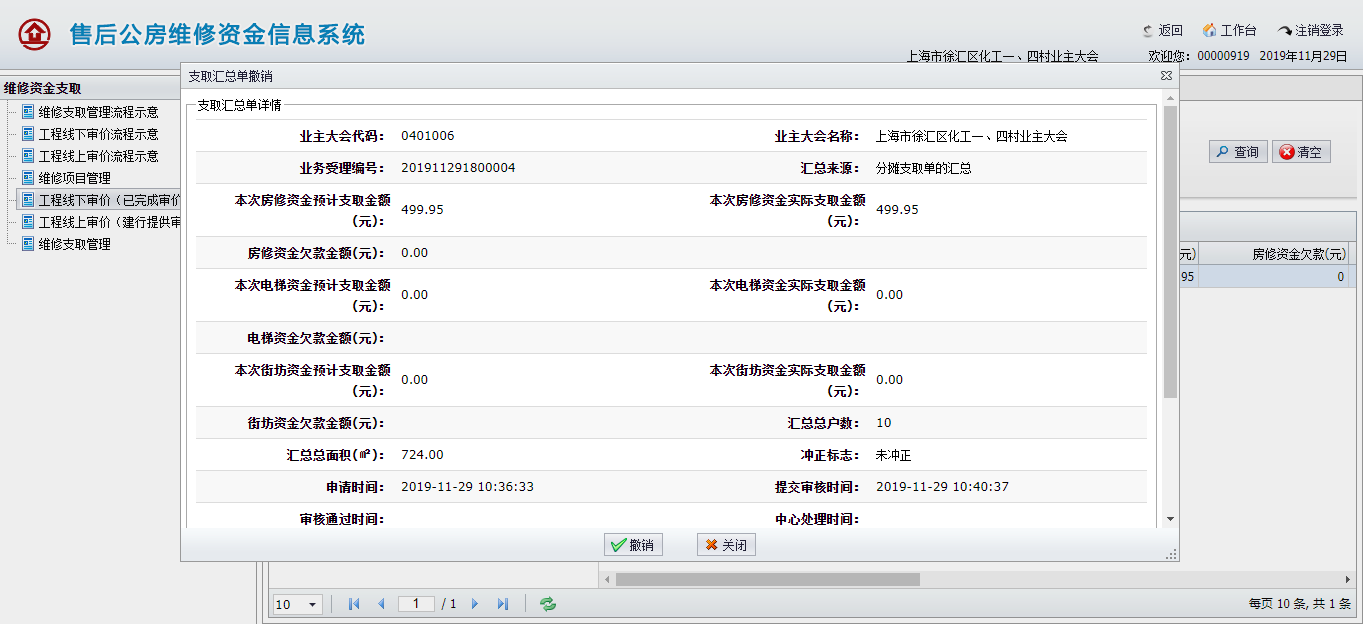 售后公房维修资金信息系统
返回 工作台 注销登录
上海市徐汇区化工一、四村业主大会 欢迎您: 00000919 2019年11月29日
维修资金支取
维修支取管理流程示意
工程线下审价流程示意
工程线上审价流程示意
维修项目管理
工程线下审价（已完成审价
工程线上审价（建行提供审
维修支取管理
支取汇总单撤销
支取汇总单详情
业主大会代码： 0401006 业主大会名称： 上海市徐汇区化工一、四村业主大会
业务受理编号： 201911291800004 汇总来源： 分摊支取单的汇总
本次房修资金预计支取金额(元)： 499.95 本次房修资金实际支取金额(元)： 499.95
房修资金欠款金额(元)： 0.00
本次电梯资金预计支取金额(元)： 0.00 本次电梯资金实际支取金额(元)： 0.00
电梯资金欠款金额(元)：
本次街坊资金预计支取金额(元)： 0.00 本次街坊资金实际支取金额(元)： 0.00
街坊资金欠款金额(元)： 汇总总户数： 10
汇总总面积(㎡)： 724.00 冲正标志： 未冲正
申请时间： 2019-11-29 10:36:33 提交审核时间： 2019-11-29 10:40:37
审核通过时间： 中心处理时间：
撤销 关闭
查询 清空
元) 房修资金欠款(元)
95 0
10 1 / 1 每页 10 条, 共 1 条